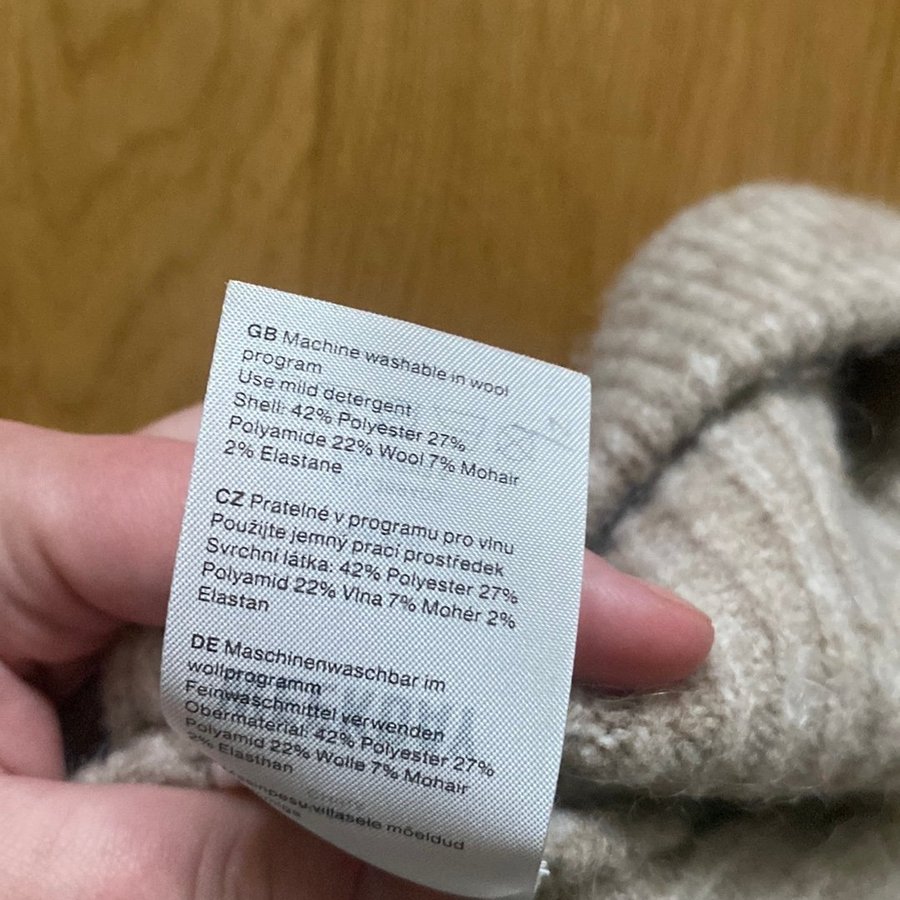 GB Machine washable in wool
program
Use mild detergent
Shell: 42% Polyester 27%
Polyamide 22% Wool 7% Mohair
2% Elastane
CZ Pratelné v programu pro vlnu
Použijte jemný prací prostředek
Svrchní látka: 42% Polyester 27%
Polyamid 22% Vlna 7% Mohér 2%
Elastan
DE Maschinenwaschbar im
wollprogramm
Feinwaschmittel verwenden
Obermaterial: 42% Polyester 27%
Polyamid 22% Wolle 7% Mohair
2% Elasthan
villasele mõeldud